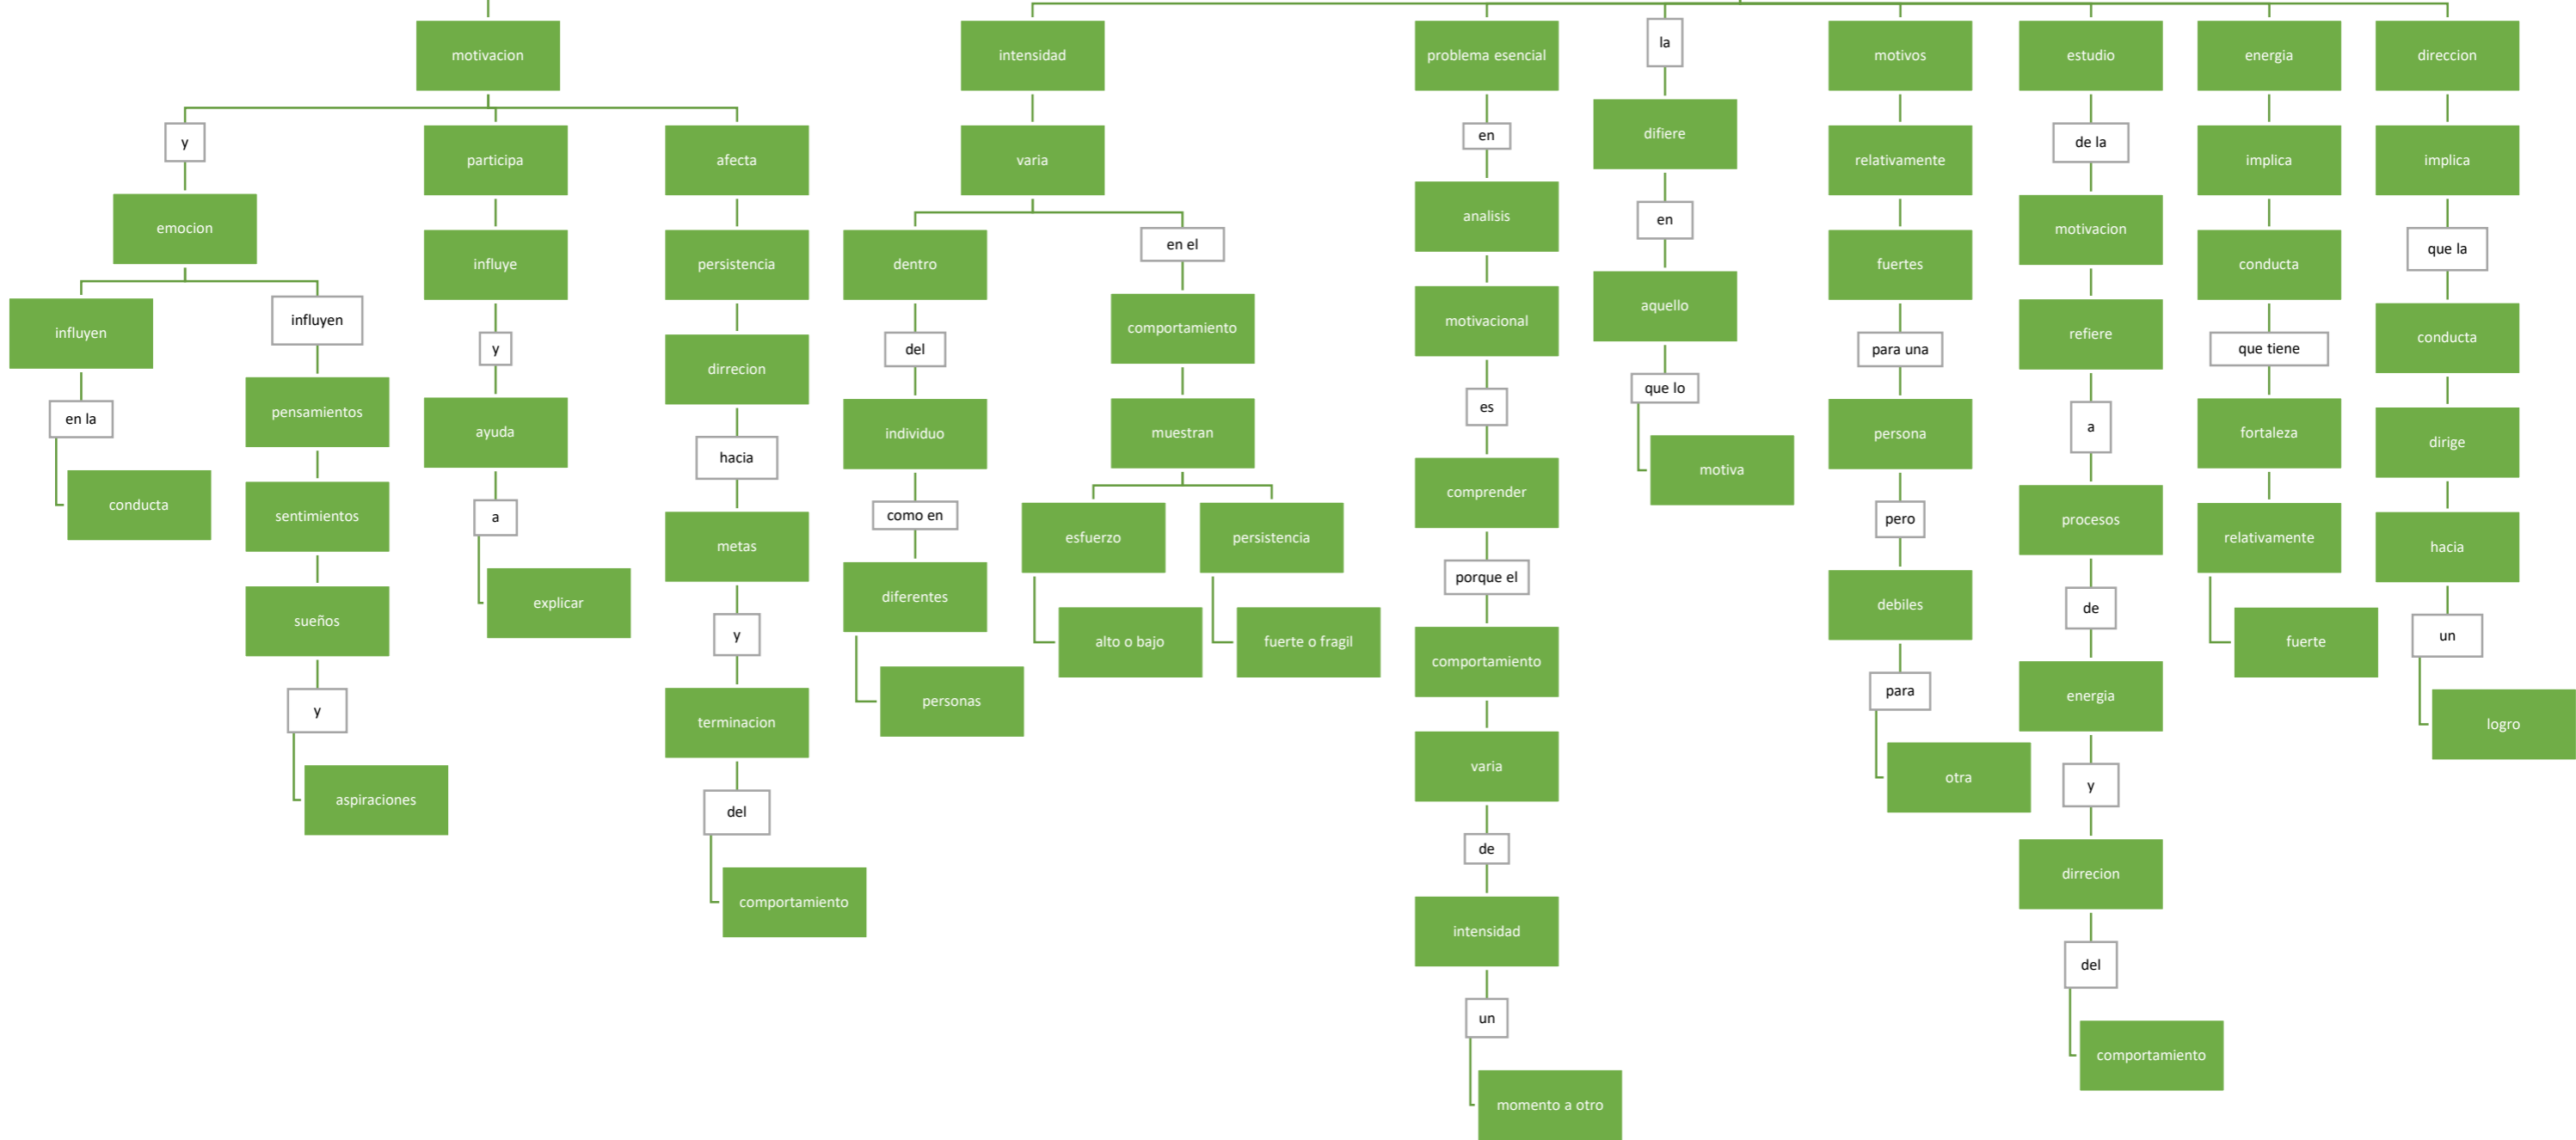 motivacion
y
emocion
influyen
en la
conducta
influyen
pensamientos
sentimientos
sueños
y
aspiraciones
participa
influye
y
ayuda
a
explicar
afecta
persistencia
dirrecion
hacia
metas
y
terminacion
del
comportamiento
intensidad
varia
dentro
del
individuo
como en
diferentes
personas
en el
comportamiento
muestran
esfuerzo
alto o bajo
persistencia
fuerte o fragil
problema esencial
en
analisis
motivacional
es
comprender
porque el
comportamiento
varia
de
intensidad
un
momento a otro
la
difiere
en
aquello
que lo
motiva
motivos
relativamente
fuertes
para una
persona
pero
debiles
para
otra
estudio
de la
motivacion
refiere
a
procesos
de
energia
y
dirrecion
del
comportamiento
energia
implica
conducta
que tiene
fortaleza
relativamente
fuerte
direccion
implica
que la
conducta
dirige
hacia
un
logro